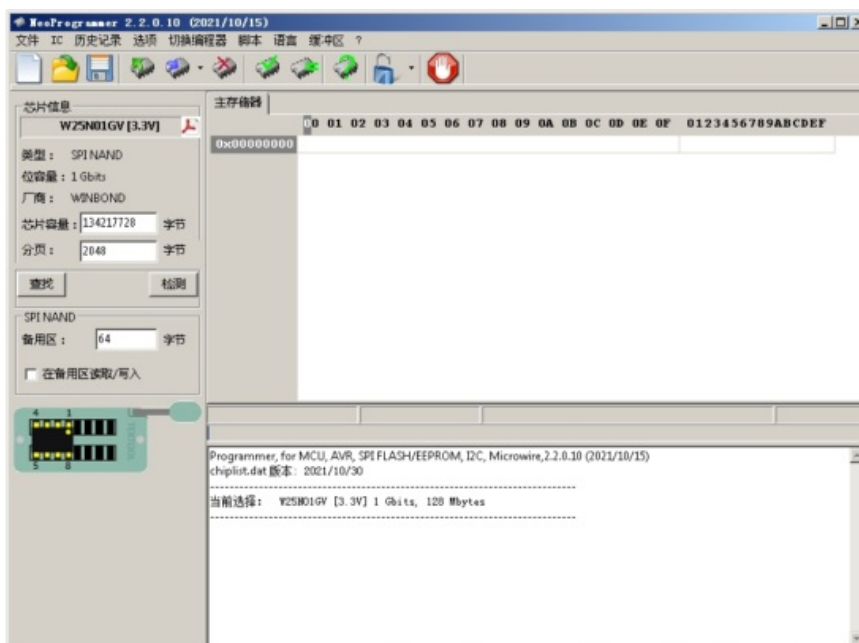 NeoProgrammer 2.2.0.10 (2021/10/15)
文件 IC 历史记录 选项 切换编程器 脚本 语言 缓冲区 ?
芯片信息
W25N01GV [3.3V]
类型： SPI NAND
位容量：1 Gbits
厂商： WINBOND
芯片容量：134217728 字节
分页： 2048 字节
查找 检测
SPI NAND
备用区： 64 字节
在备用区读取/写入
4 1
5 8
主存储器
00 01 02 03 04 05 06 07 08 09 0A 0B 0C 0D 0E 0F 0123456789ABCDEF
0x00000000
Programmer, for MCU, AVR, SPI FLASH/EEPROM, I2C, Microwire,2.2.0.10 (2021/10/15)
chiplist.dat 版本： 2021/10/30
--------------------------------------------------------------------------------
当前选择： W25N01GV [3.3V] 1 Gbits, 128 Mbytes
--------------------------------------------------------------------------------